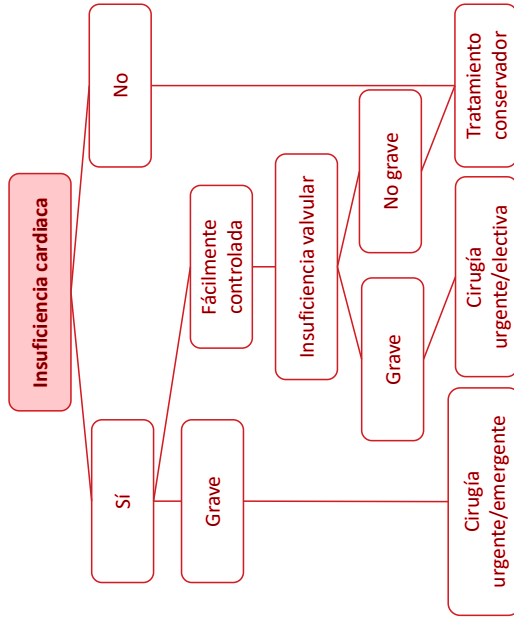 Insuficiencia cardiaca
Sí
No
Grave
Fácilmente
controlada
Insuficiencia valvular
Grave
No grave
Cirugía
urgente/emergente
Cirugía
urgente/electiva
Tratamiento
conservador